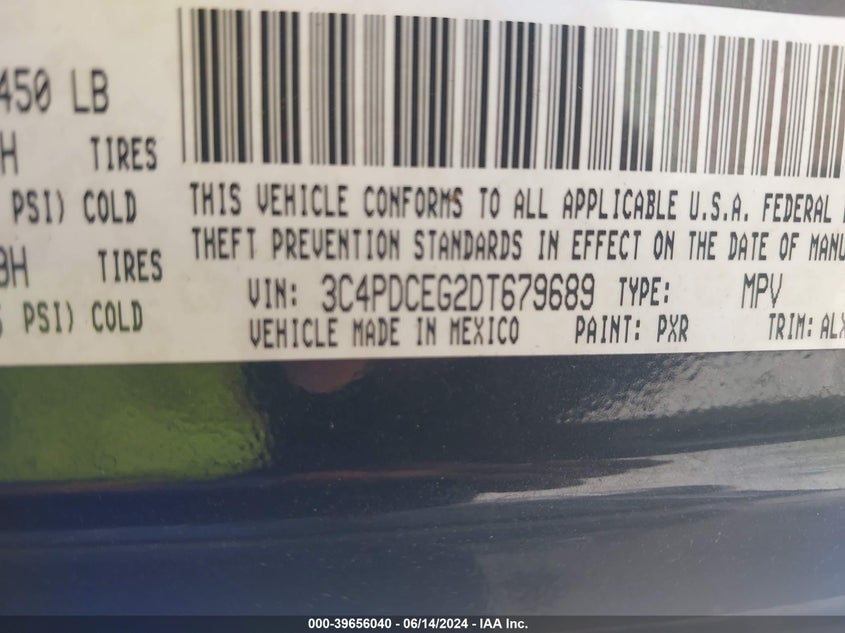 450 LB
H TIRES
PSI) COLD
THIS VEHICLE CONFORMS TO ALL APPLICABLE U.S.A. FEDERAL
THEFT PREVENTION STANDARDS IN EFFECT ON THE DATE OF MANU
H TIRES
VIN: 3C4PDCEG2DT679689 TYPE: MPV
PSI) COLD
VEHICLE MADE IN MEXICO PAINT: PXR TRIM: ALX
000-39656040 - 06/14/2024 - IAA Inc.